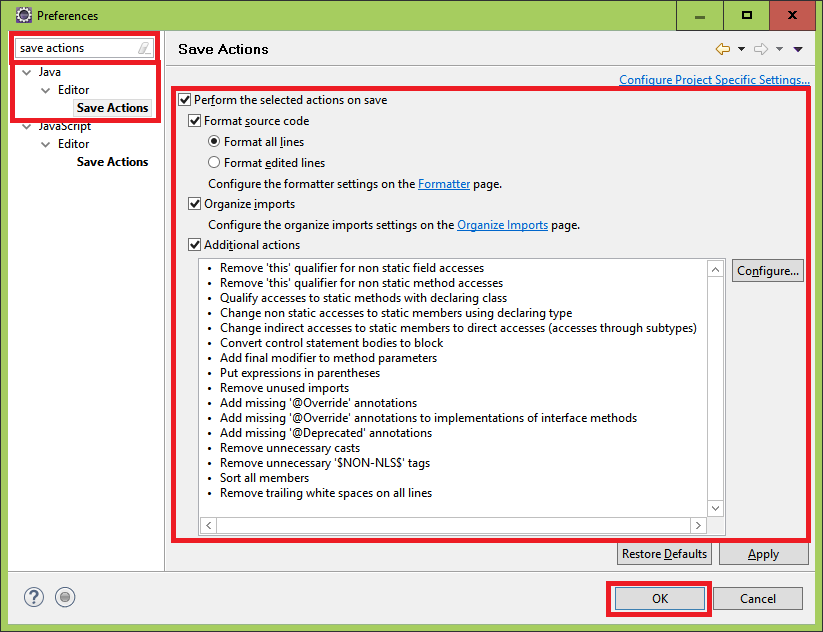 Preferences
save actions
Java
Editor
Save Actions
JavaScript
Editor
Save Actions
Save Actions
Configure Project Specific Settings...
Perform the selected actions on save
Format source code
Format all lines
Format edited lines
Configure the formatter settings on the Formatter page.
Organize imports
Configure the organize imports settings on the Organize Imports page.
Additional actions
• Remove 'this' qualifier for non static field accesses
• Remove 'this' qualifier for non static method accesses
• Qualify accesses to static methods with declaring class
• Change non static accesses to static members using declaring type
• Change indirect accesses to static members to direct accesses (accesses through subtypes)
• Convert control statement bodies to block
• Add final modifier to method parameters
• Put expressions in parentheses
• Remove unused imports
• Add missing '@Override' annotations
• Add missing '@Override' annotations to implementations of interface methods
• Add missing '@Deprecated' annotations
• Remove unnecessary casts
• Remove unnecessary '$NON-NLS$' tags
• Sort all members
• Remove trailing white spaces on all lines
Configure...
Restore Defaults
Apply
?
OK
Cancel